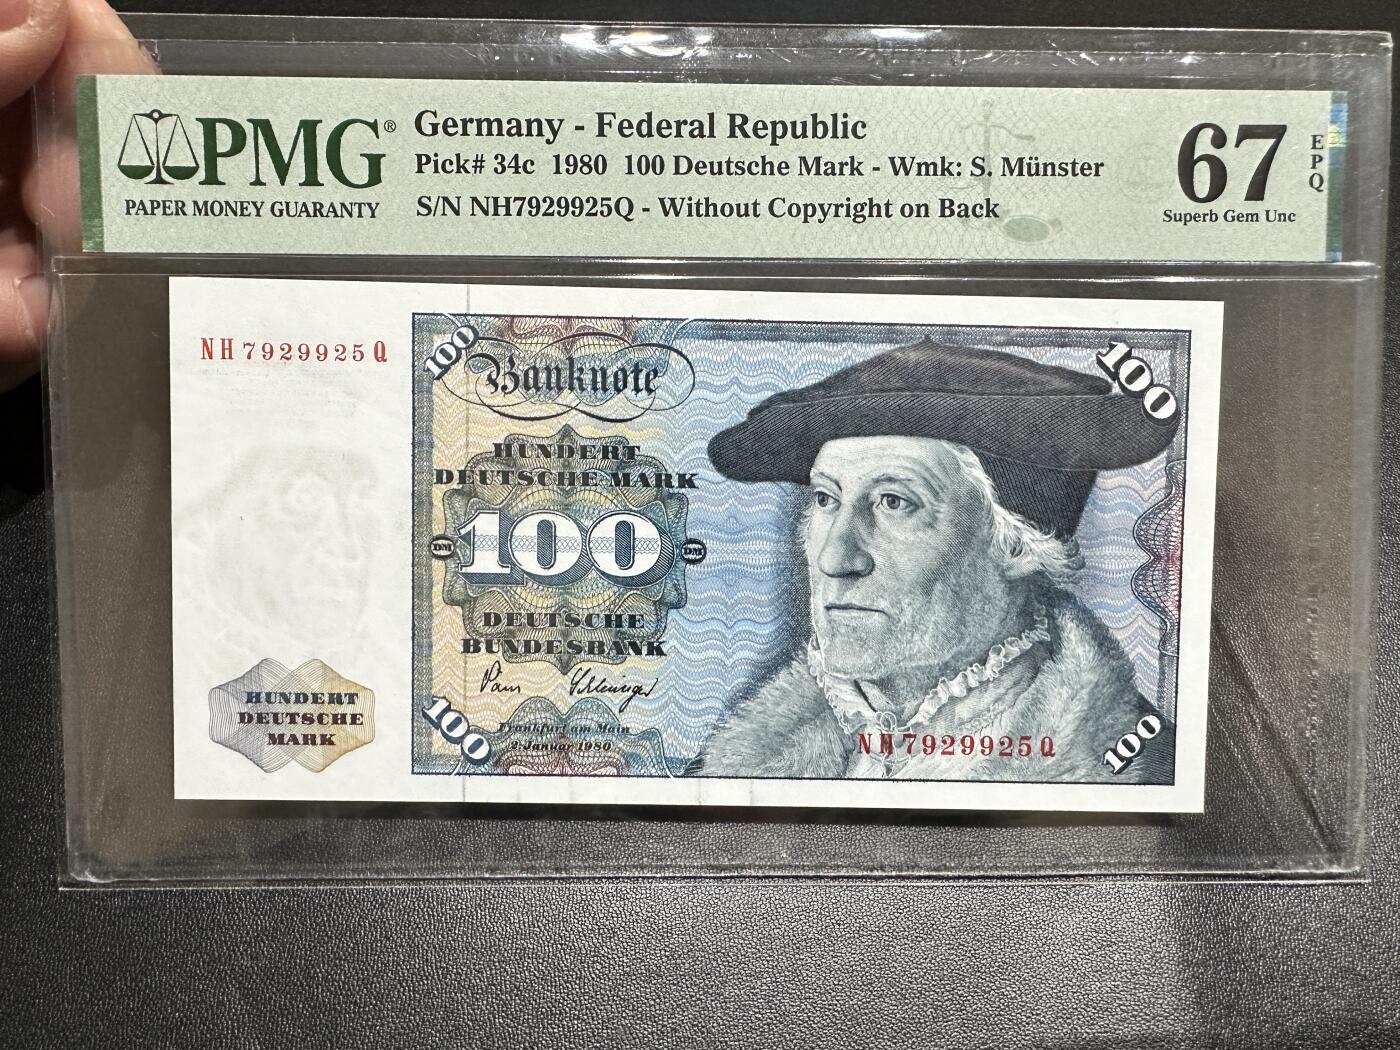 PMG®
PAPER MONEY GUARANTY
Germany - Federal Republic
Pick# 34c 1980 100 Deutsche Mark - Wmk: S. Münster
S/N NH7929925Q - Without Copyright on Back
67
EPQ
Superb Gem Unc
NH7929925Q
100
Banknote
100
HUNDERT
DEUTSCHE MARK
DM
100
DM
DEUTSCHE
BUNDESBANK
HUNDERT
DEUTSCHE
MARK
100
Frankfurt am Main
2. Januar 1980
NH7929925Q
100